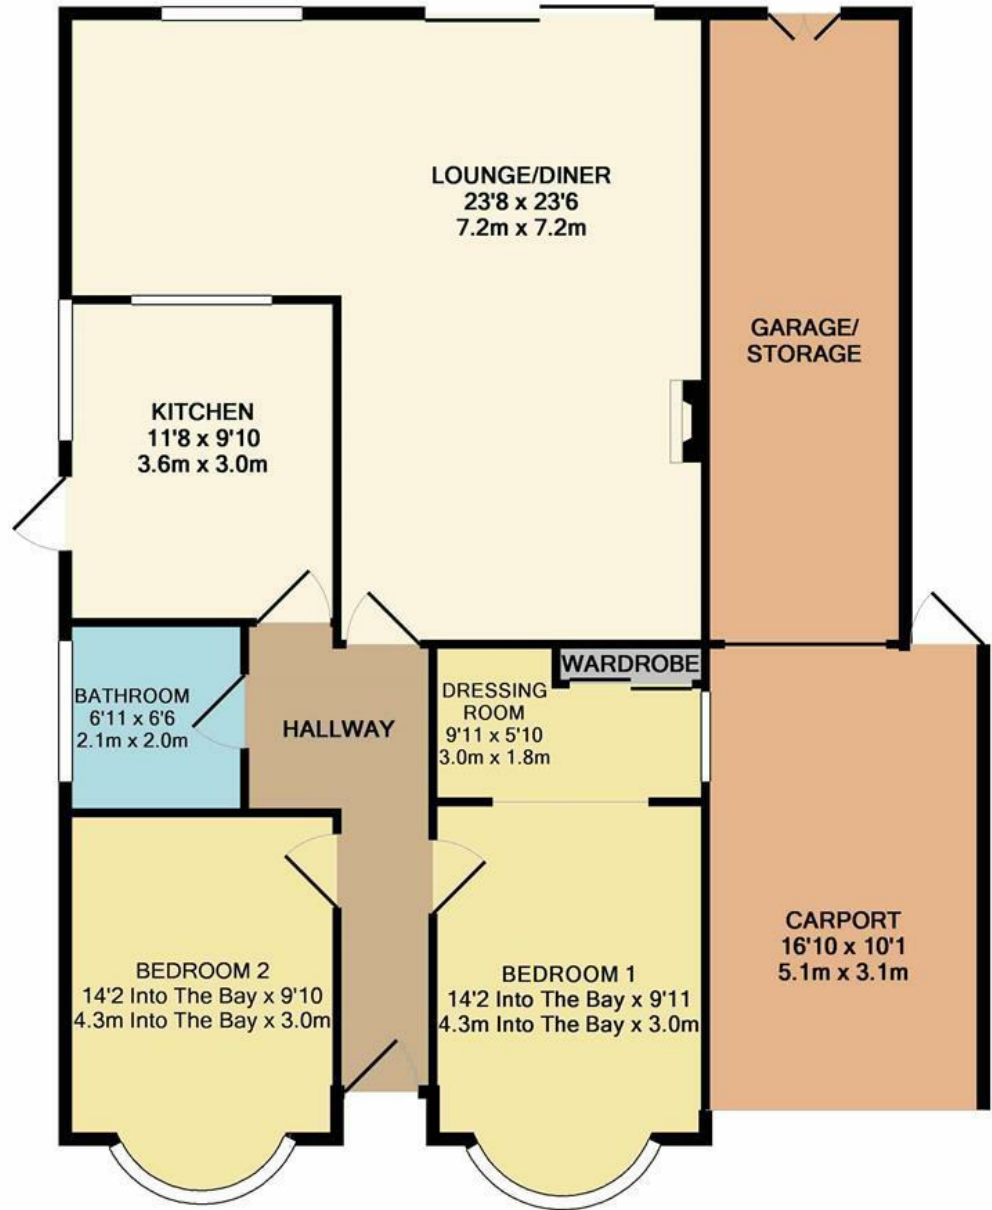 LOUNGE/DINER
23'8 x 23'6
7.2m x 7.2m
GARAGE/
STORAGE
KITCHEN
11'8 x 9'10
3.6m x 3.0m
BATHROOM
6'11 x 6'6
2.1m x 2.0m
HALLWAY
WARDROBE
DRESSING
ROOM
9'11 x 5'10
3.0m x 1.8m
BEDROOM 2
14'2 Into The Bay x 9'10
4.3m Into The Bay x 3.0m
BEDROOM 1
14'2 Into The Bay x 9'11
4.3m Into The Bay x 3.0m
CARPORT
16'10 x 10'1
5.1m x 3.1m